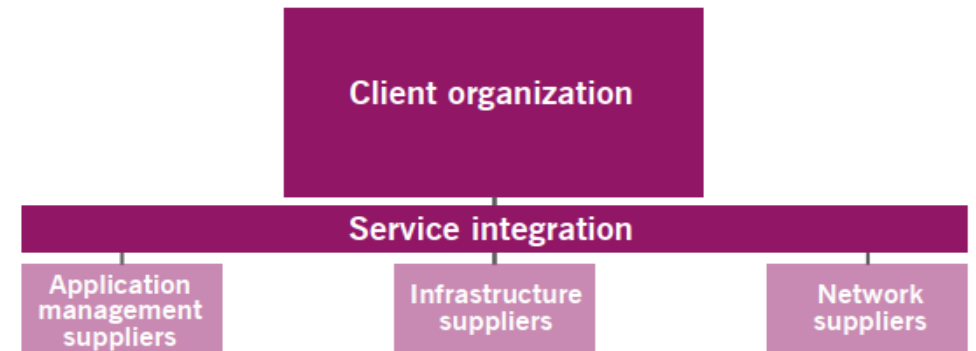 Client organization
Service integration
Application
management
suppliers
Infrastructure
suppliers
Network
suppliers